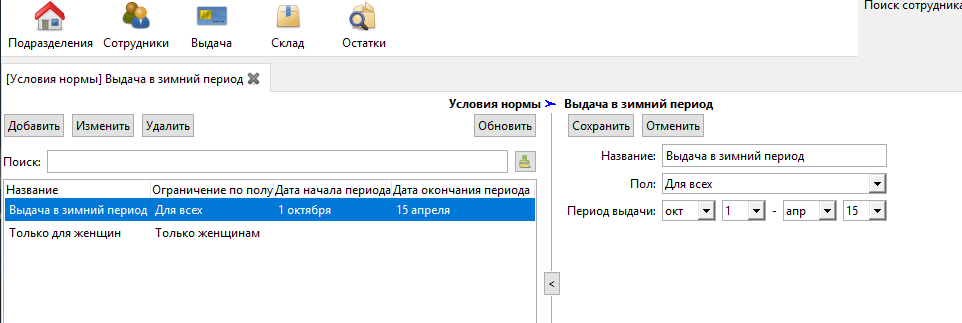 Поиск сотрудника
Подразделения Сотрудники Выдача Склад Остатки
[Условия нормы] Выдача в зимний период
Условия нормы Выдача в зимний период
Добавить Изменить Удалить Обновить Сохранить Отменить
Название: Выдача в зимний период
Поиск:
Пол: Для всех
Название Ограничение по полу Дата начала периода Дата окончания периода
Выдача в зимний период Для всех 1 октября 15 апреля
Период выдачи: окт 1 - апр 15
Только для женщин Только женщинам
<